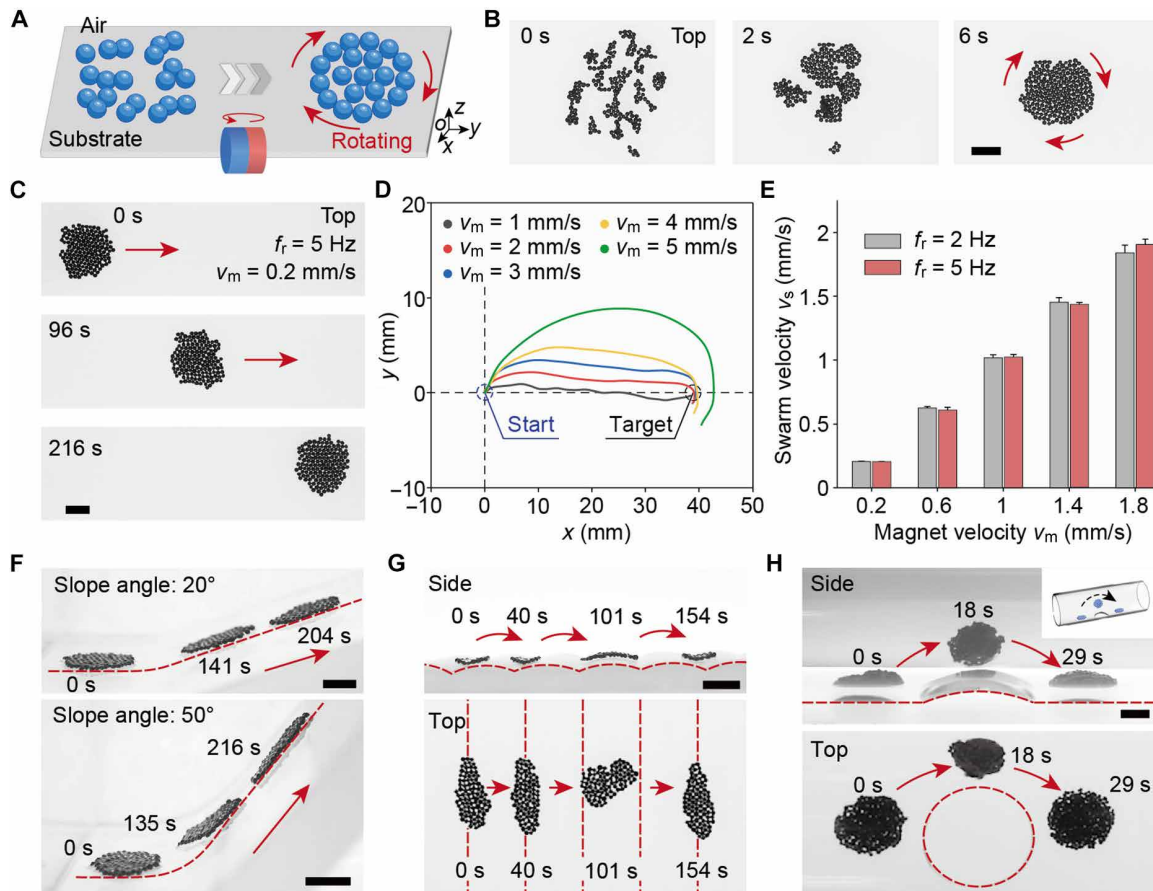 A
Air
Substrate
Rotating
z
o
y
x
B
0 s
Top
2 s
6 s
C
0 s
Top
f_r = 5 Hz
v_m = 0.2 mm/s
96 s
216 s
D
20
10
0
−10
y (mm)
v_m = 1 mm/s
v_m = 2 mm/s
v_m = 3 mm/s
v_m = 4 mm/s
v_m = 5 mm/s
Start
Target
−10 0 10 20 30 40 50
x (mm)
E
Swarm velocity v_s (mm/s)
2
1.5
1
0.5
0
f_r = 2 Hz
f_r = 5 Hz
0.2 0.6 1 1.4 1.8
Magnet velocity v_m (mm/s)
F
Slope angle: 20°
0 s
141 s
204 s
Slope angle: 50°
0 s
135 s
216 s
G
Side
0 s 40 s 101 s 154 s
Top
0 s 40 s 101 s 154 s
H
Side
0 s
18 s
29 s
Top
0 s
18 s
29 s